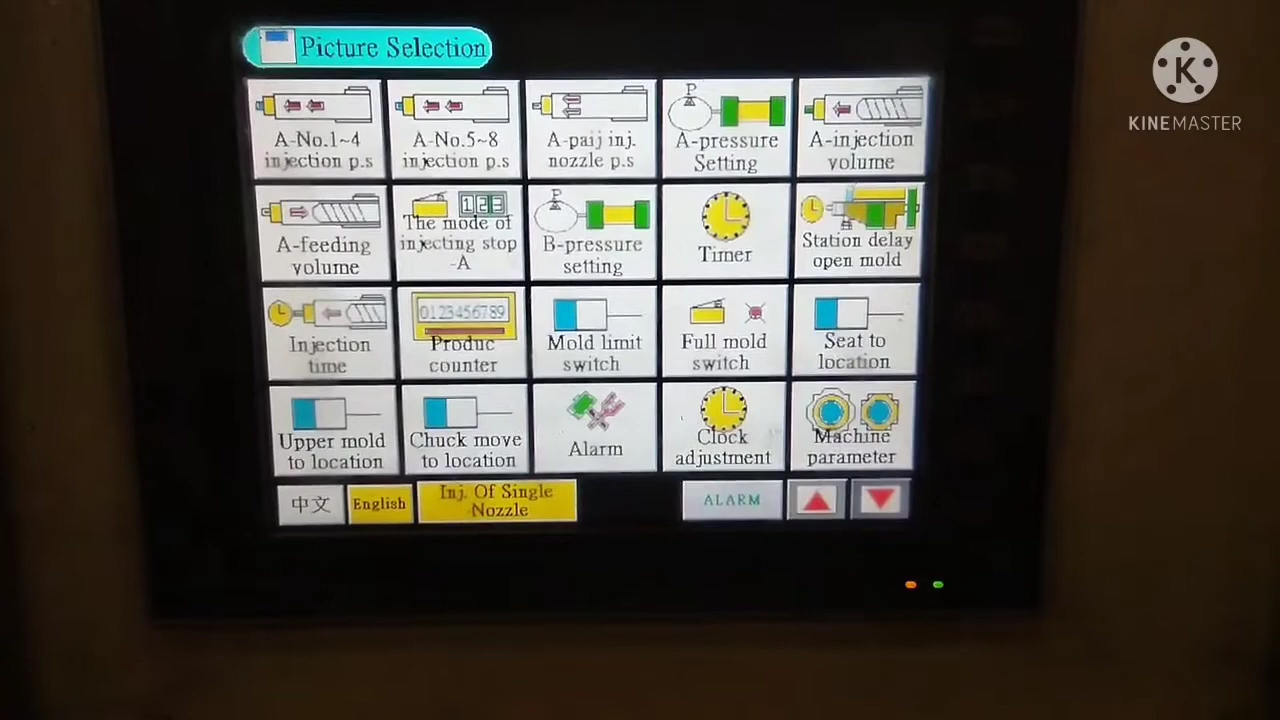 Picture Selection
KINEMASTER
A-No.1~4
injection p.s
A-No.5~8
injection p.s
A-paij inj.
nozzle p.s
P
A-pressure
Setting
A-injection
volume
A-feeding
volume
123
The mode of
injecting stop
-A
P
B-pressure
setting
Timer
Station delay
open mold
Injection
time
0123456789
Produc
counter
Mold limit
switch
Full mold
switch
Seat to
location
Upper mold
to location
Chuck move
to location
Alarm
Clock
adjustment
Machine
parameter
中文
English
Inj. Of Single
Nozzle
ALARM